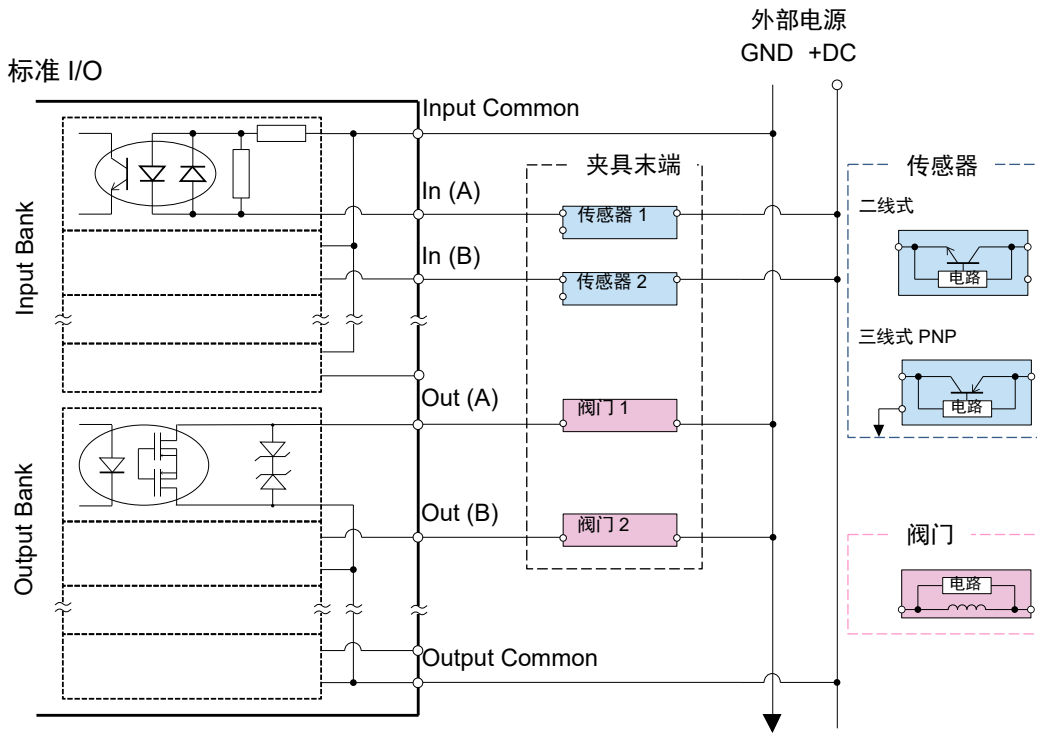 外部电源
GND +DC
标准 I/O
Input Common
夹具末端
传感器
In (A)
传感器 1
二线式
Input Bank
In (B)
传感器 2
电路
三线式 PNP
Out (A)
阀门 1
电路
Output Bank
Out (B)
阀门 2
阀门
电路
Output Common